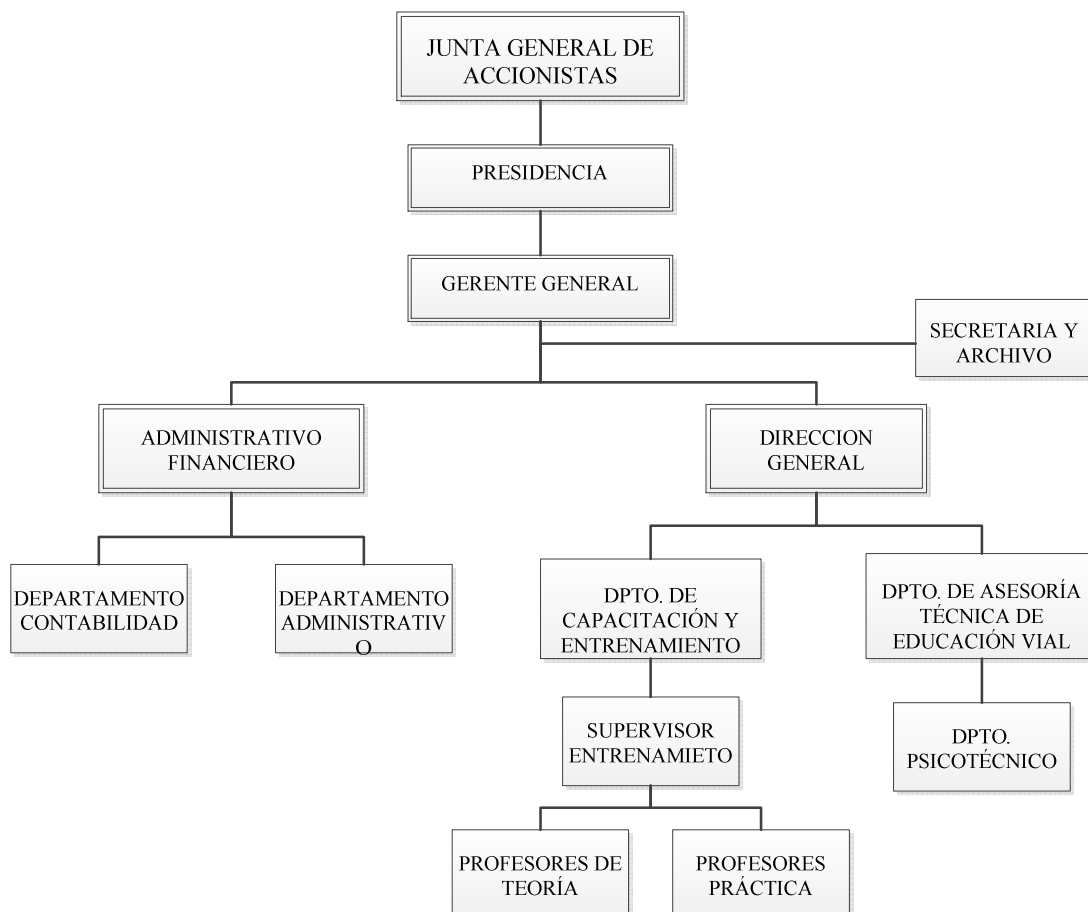 JUNTA GENERAL DE
ACCIONISTAS
PRESIDENCIA
GERENTE GENERAL
SECRETARIA Y
ARCHIVO
ADMINISTRATIVO
FINANCIERO
DIRECCION
GENERAL
DEPARTAMENTO
CONTABILIDAD
DEPARTAMENTO
ADMINISTRATIV
O
DPTO. DE
CAPACITACIÓN Y
ENTRENAMIENTO
DPTO. DE ASESORÍA
TÉCNICA DE
EDUCACIÓN VIAL
SUPERVISOR
ENTRENAMIETO
DPTO.
PSICOTÉCNICO
PROFESORES DE
TEORÍA
PROFESORES
PRÁCTICA